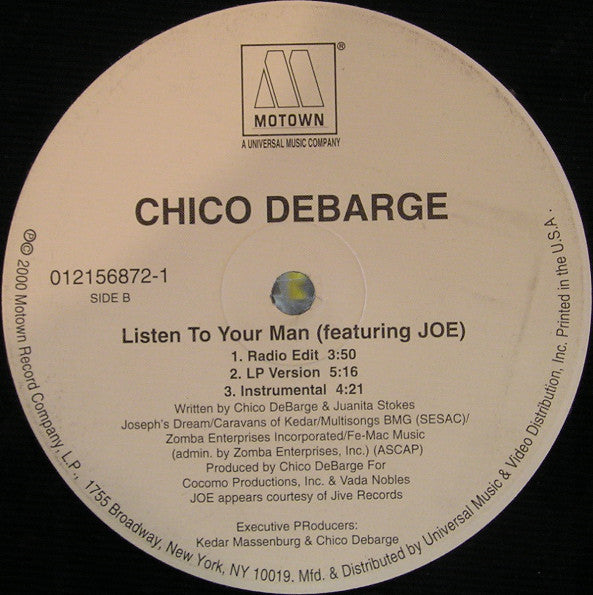 ®
MOTOWN
A UNIVERSAL MUSIC COMPANY
CHICO DEBARGE
012156872-1
SIDE B
Listen To Your Man (featuring JOE)
1. Radio Edit 3:50
2. LP Version 5:16
3. Instrumental 4:21
Written by Chico DeBarge & Juanita Stokes
Joseph's Dream/Caravans of Kedar/Multisongs BMG (SESAC)/
Zomba Enterprises Incorporated/Fe-Mac Music
(admin. by Zomba Enterprises, Inc.) (ASCAP)
Produced by Chico DeBarge For
Cocomo Productions, Inc. & Vada Nobles
JOE appears courtesy of Jive Records
Executive PRoducers:
Kedar Massenburg & Chico Debarge
℗© 2000 Motown Record Company, L.P., 1755 Broadway, New York, NY 10019. Mfd. & Distributed by Universal Music & Video Distribution, Inc. Printed in the U.S.A.